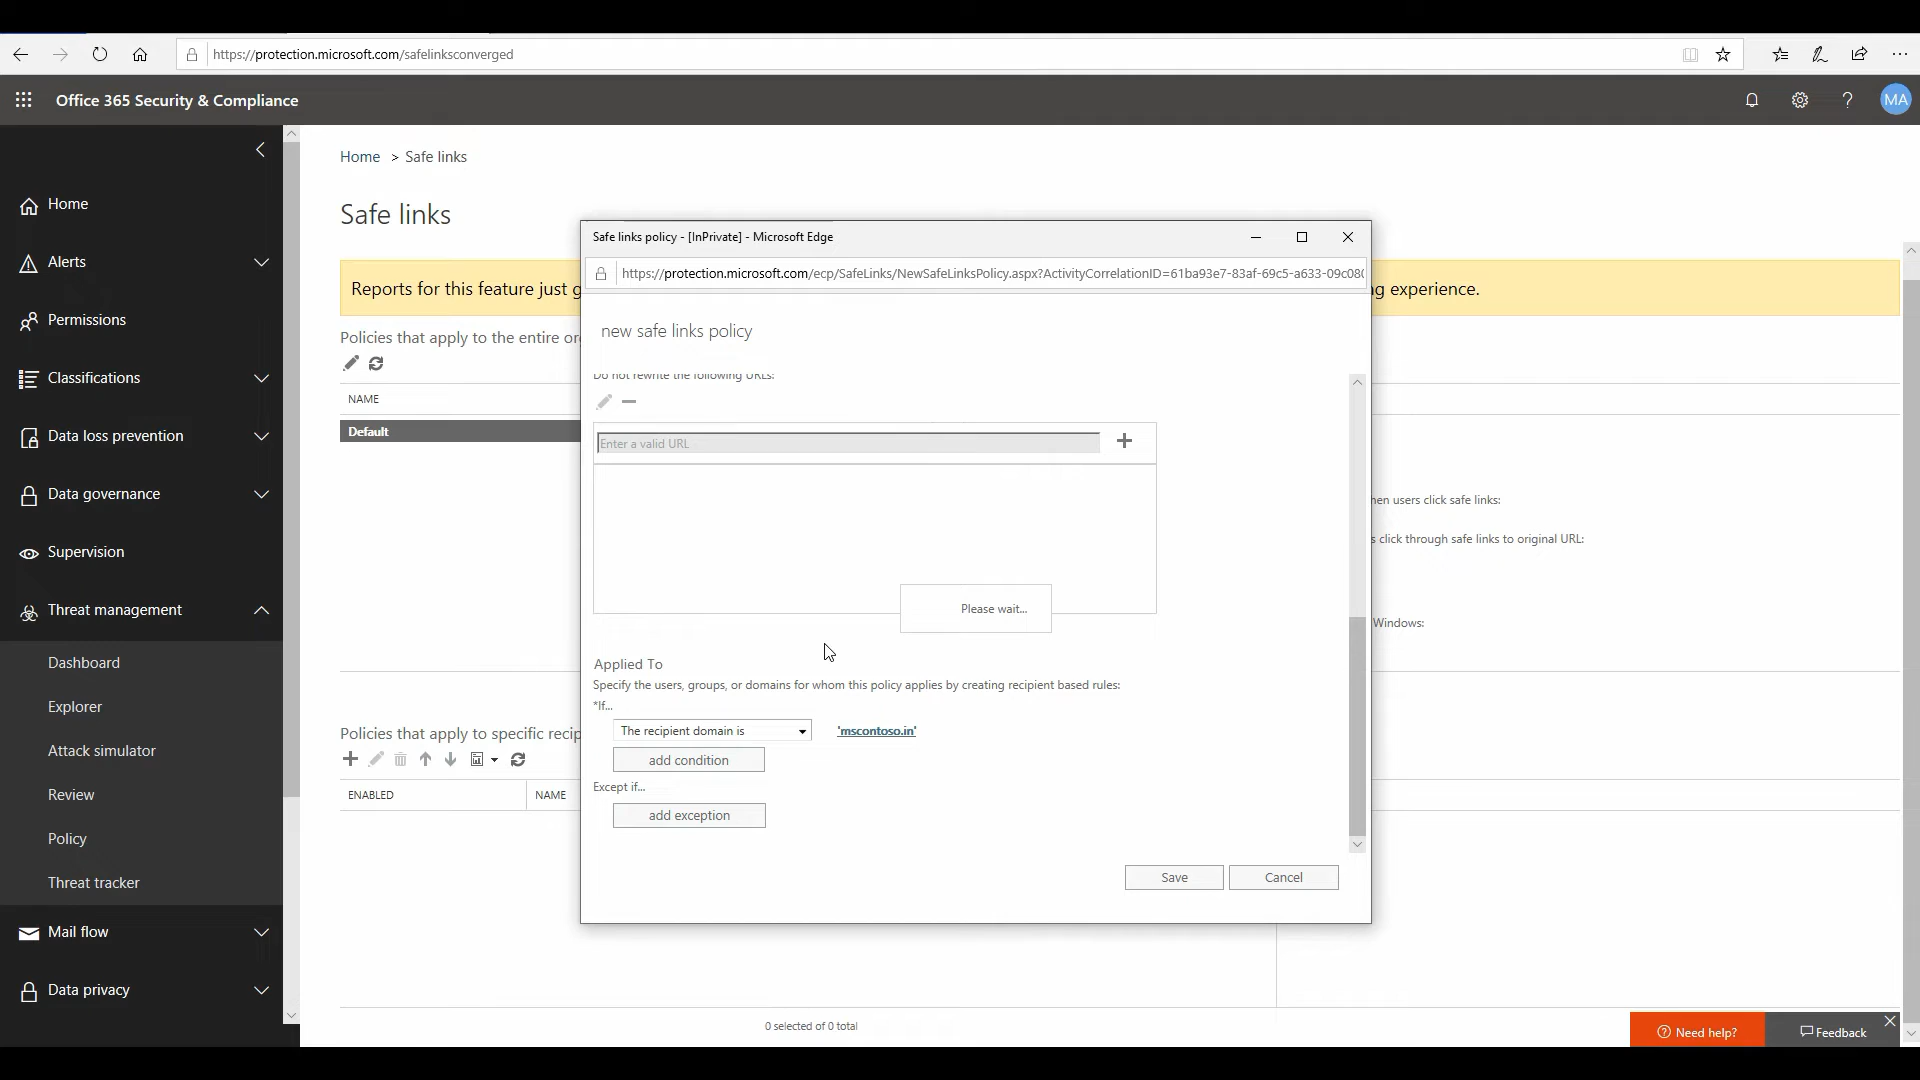 https://protection.microsoft.com/safelinksconverged
Office 365 Security & Compliance
MA
Home
Alerts
Permissions
Classifications
Data loss prevention
Data governance
Supervision
Threat management
Dashboard
Explorer
Attack simulator
Review
Policy
Threat tracker
Mail flow
Data privacy
Home > Safe links
Safe links
Reports for this feature just g
g experience.
Policies that apply to the entire or
NAME
Default
hen users click safe links:
s click through safe links to original URL:
Windows:
Policies that apply to specific recip
ENABLED
NAME
0 selected of 0 total
Safe links policy - [InPrivate] - Microsoft Edge
https://protection.microsoft.com/ecp/SafeLinks/NewSafeLinksPolicy.aspx?ActivityCorrelationID=61ba93e7-83af-69c5-a633-09c080
new safe links policy
Do not rewrite the following URLs:
Enter a valid URL
Please wait...
Applied To
Specify the users, groups, or domains for whom this policy applies by creating recipient based rules:
*If...
The recipient domain is
'mscontoso.in'
add condition
Except if...
add exception
Save
Cancel
Need help?
Feedback